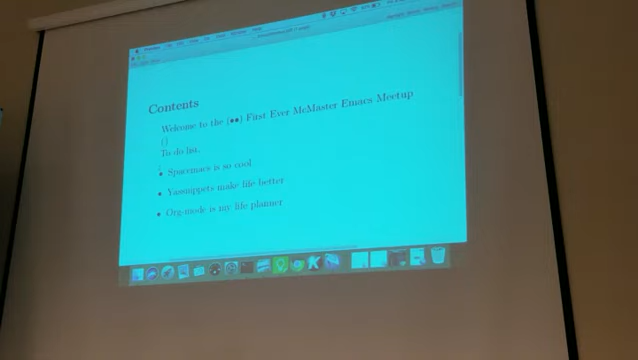 Contents
Welcome to the (●●) First Ever McMaster Emacs Meetup
()
To do list,
• Spacemacs is so cool
• Yassnippets make life better
• Org-mode is my life planner